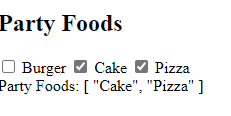 Party Foods
Burger Cake Pizza
Party Foods: [ "Cake", "Pizza" ]